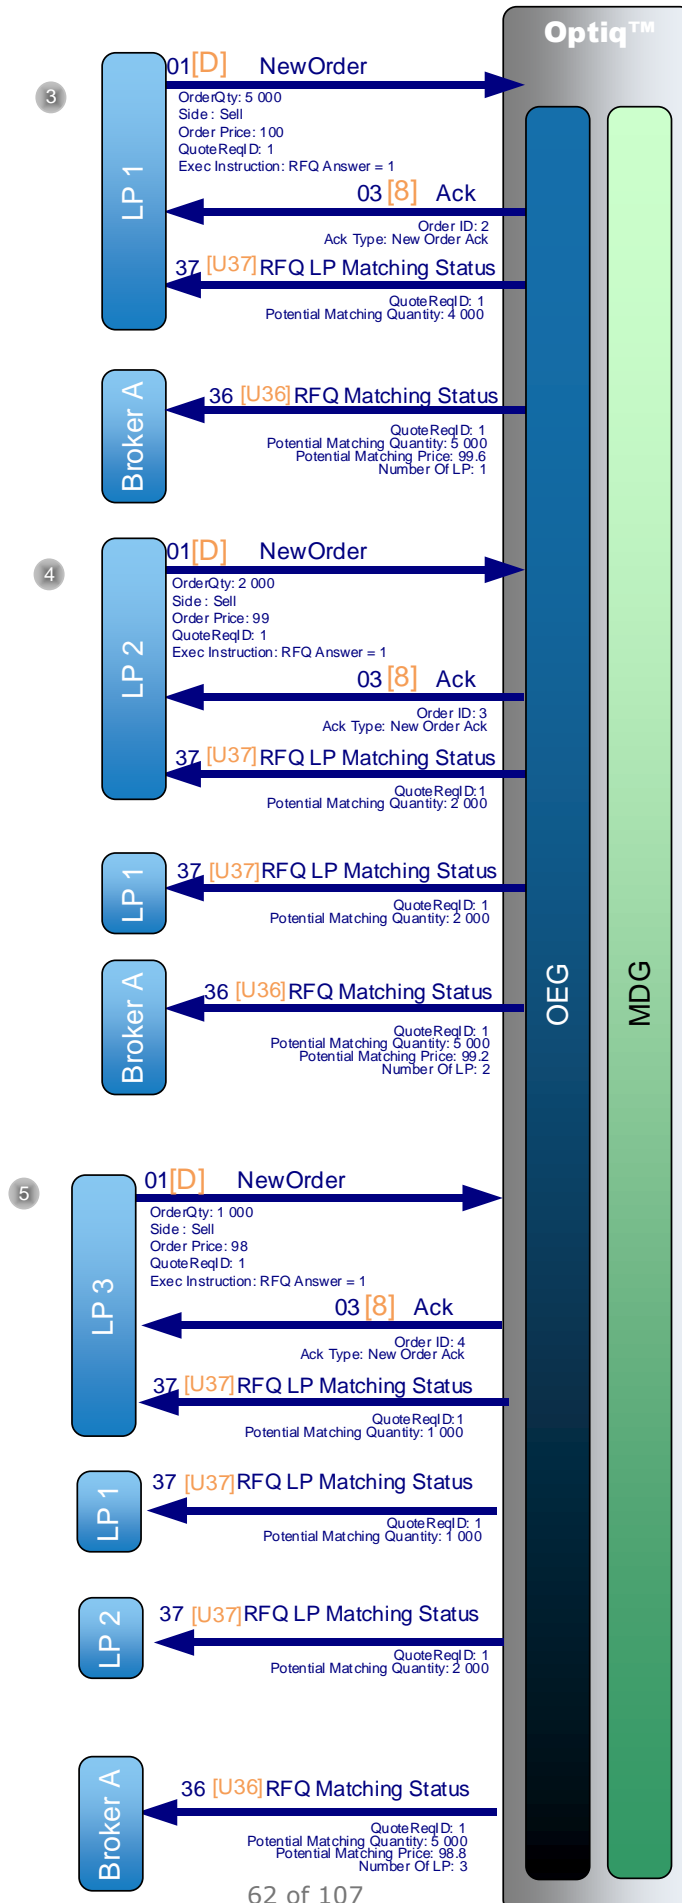 Optiq™
3
LP 1
01[D] NewOrder
OrderQty: 5 000
Side : Sell
Order Price: 100
QuoteReqID: 1
Exec Instruction: RFQ Answer = 1
03 [8] Ack
Order ID: 2
Ack Type: New Order Ack
37 [U37] RFQ LP Matching Status
QuoteReqID: 1
Potential Matching Quantity: 4 000
Broker A
36 [U36] RFQ Matching Status
QuoteReqID: 1
Potential Matching Quantity: 5 000
Potential Matching Price: 99.6
Number Of LP: 1
4
LP 2
01[D] NewOrder
OrderQty: 2 000
Side : Sell
Order Price: 99
QuoteReqID: 1
Exec Instruction: RFQ Answer = 1
03 [8] Ack
Order ID: 3
Ack Type: New Order Ack
37 [U37] RFQ LP Matching Status
QuoteReqID:1
Potential Matching Quantity: 2 000
LP 1
37 [U37] RFQ LP Matching Status
QuoteReqID: 1
Potential Matching Quantity: 2 000
Broker A
36 [U36] RFQ Matching Status
QuoteReqID: 1
Potential Matching Quantity: 5 000
Potential Matching Price: 99.2
Number Of LP: 2
OEG
MDG
5
LP 3
01[D] NewOrder
OrderQty: 1 000
Side : Sell
Order Price: 98
QuoteReqID: 1
Exec Instruction: RFQ Answer = 1
03 [8] Ack
Order ID: 4
Ack Type: New Order Ack
37 [U37] RFQ LP Matching Status
QuoteReqID:1
Potential Matching Quantity: 1 000
LP 1
37 [U37] RFQ LP Matching Status
QuoteReqID: 1
Potential Matching Quantity: 1 000
LP 2
37 [U37] RFQ LP Matching Status
QuoteReqID: 1
Potential Matching Quantity: 2 000
Broker A
36 [U36] RFQ Matching Status
QuoteReqID: 1
Potential Matching Quantity: 5 000
Potential Matching Price: 98.8
Number Of LP: 3
62 of 107